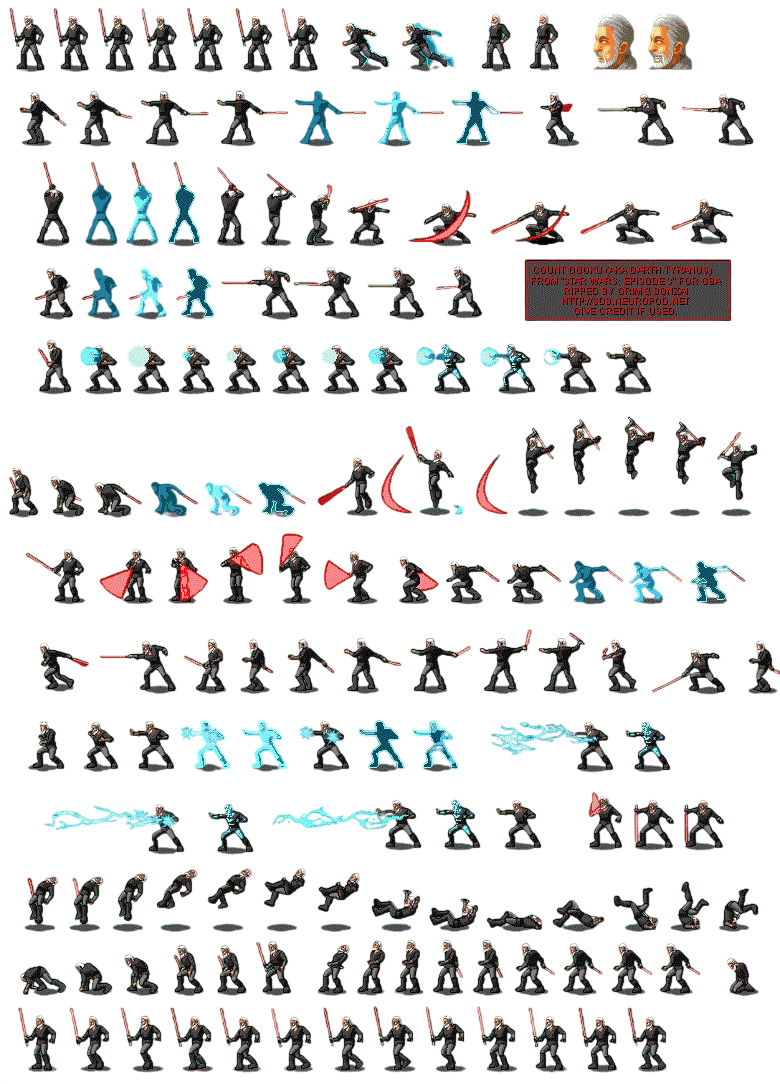 COUNT DOOKU (AKA DARTH TYRANUS)
FROM "STAR WARS: EPISODE 3" FOR GBA
RIPPED BY GRIM & BONZAI
HTTP://SDB.NEUROPOD.NET
GIVE CREDIT IF USED.